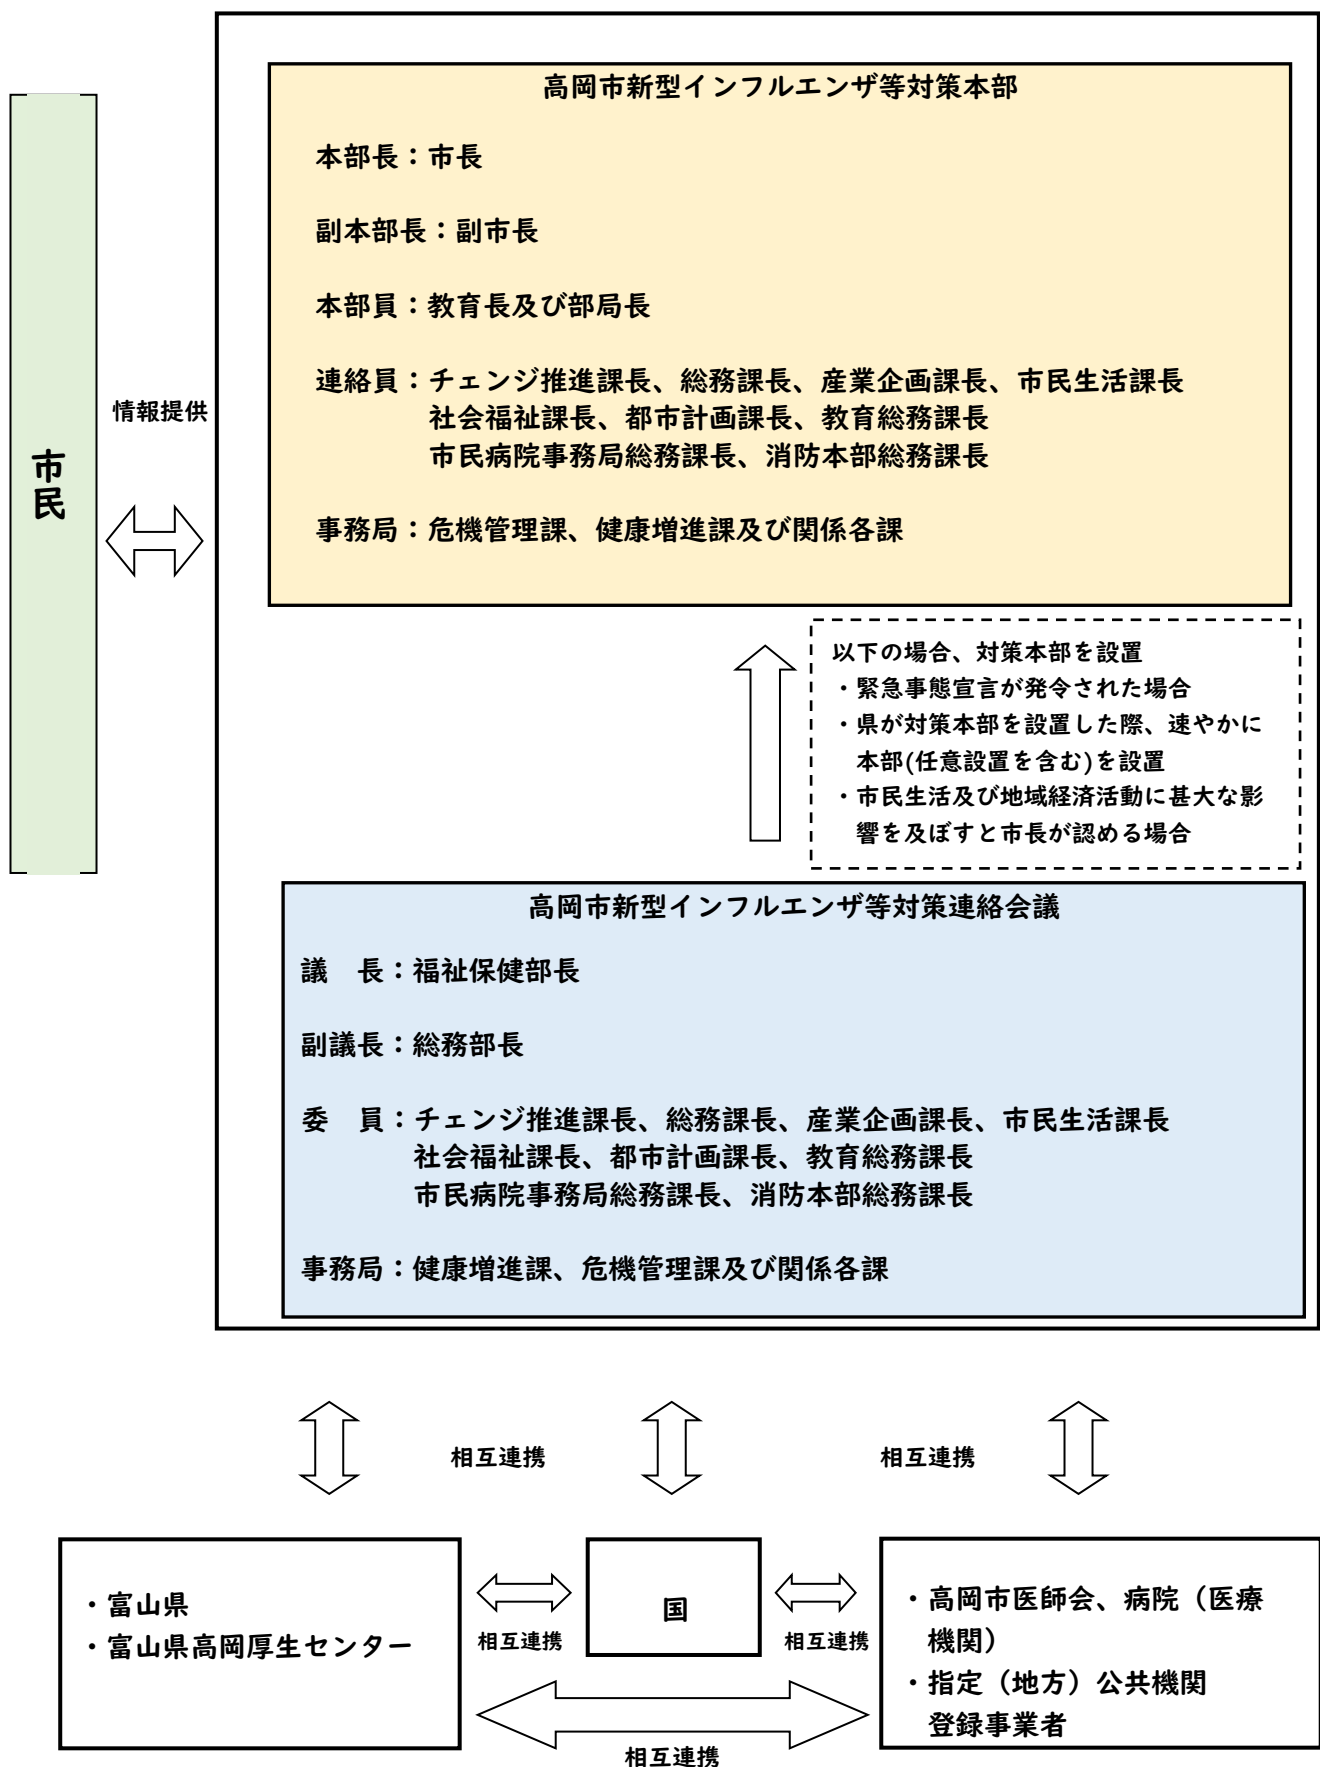 高岡市新型インフルエンザ等対策本部
本部長：市長
副本部長：副市長
本部員：教育長及び部局長
連絡員：チェンジ推進課長、総務課長、産業企画課長、市民生活課長
社会福祉課長、都市計画課長、教育総務課長
市民病院事務局総務課長、消防本部総務課長
事務局：危機管理課、健康増進課及び関係各課
情報提供
市民
以下の場合、対策本部を設置
・緊急事態宣言が発令された場合
・県が対策本部を設置した際、速やかに
本部(任意設置を含む)を設置
・市民生活及び地域経済活動に甚大な影
響を及ぼすと市長が認める場合
高岡市新型インフルエンザ等対策連絡会議
議　長：福祉保健部長
副議長：総務部長
委　員：チェンジ推進課長、総務課長、産業企画課長、市民生活課長
社会福祉課長、都市計画課長、教育総務課長
市民病院事務局総務課長、消防本部総務課長
事務局：健康増進課、危機管理課及び関係各課
相互連携
相互連携
・富山県
・富山県高岡厚生センター
相互連携
国
相互連携
・高岡市医師会、病院（医療
機関）
・指定（地方）公共機関
登録事業者
相互連携